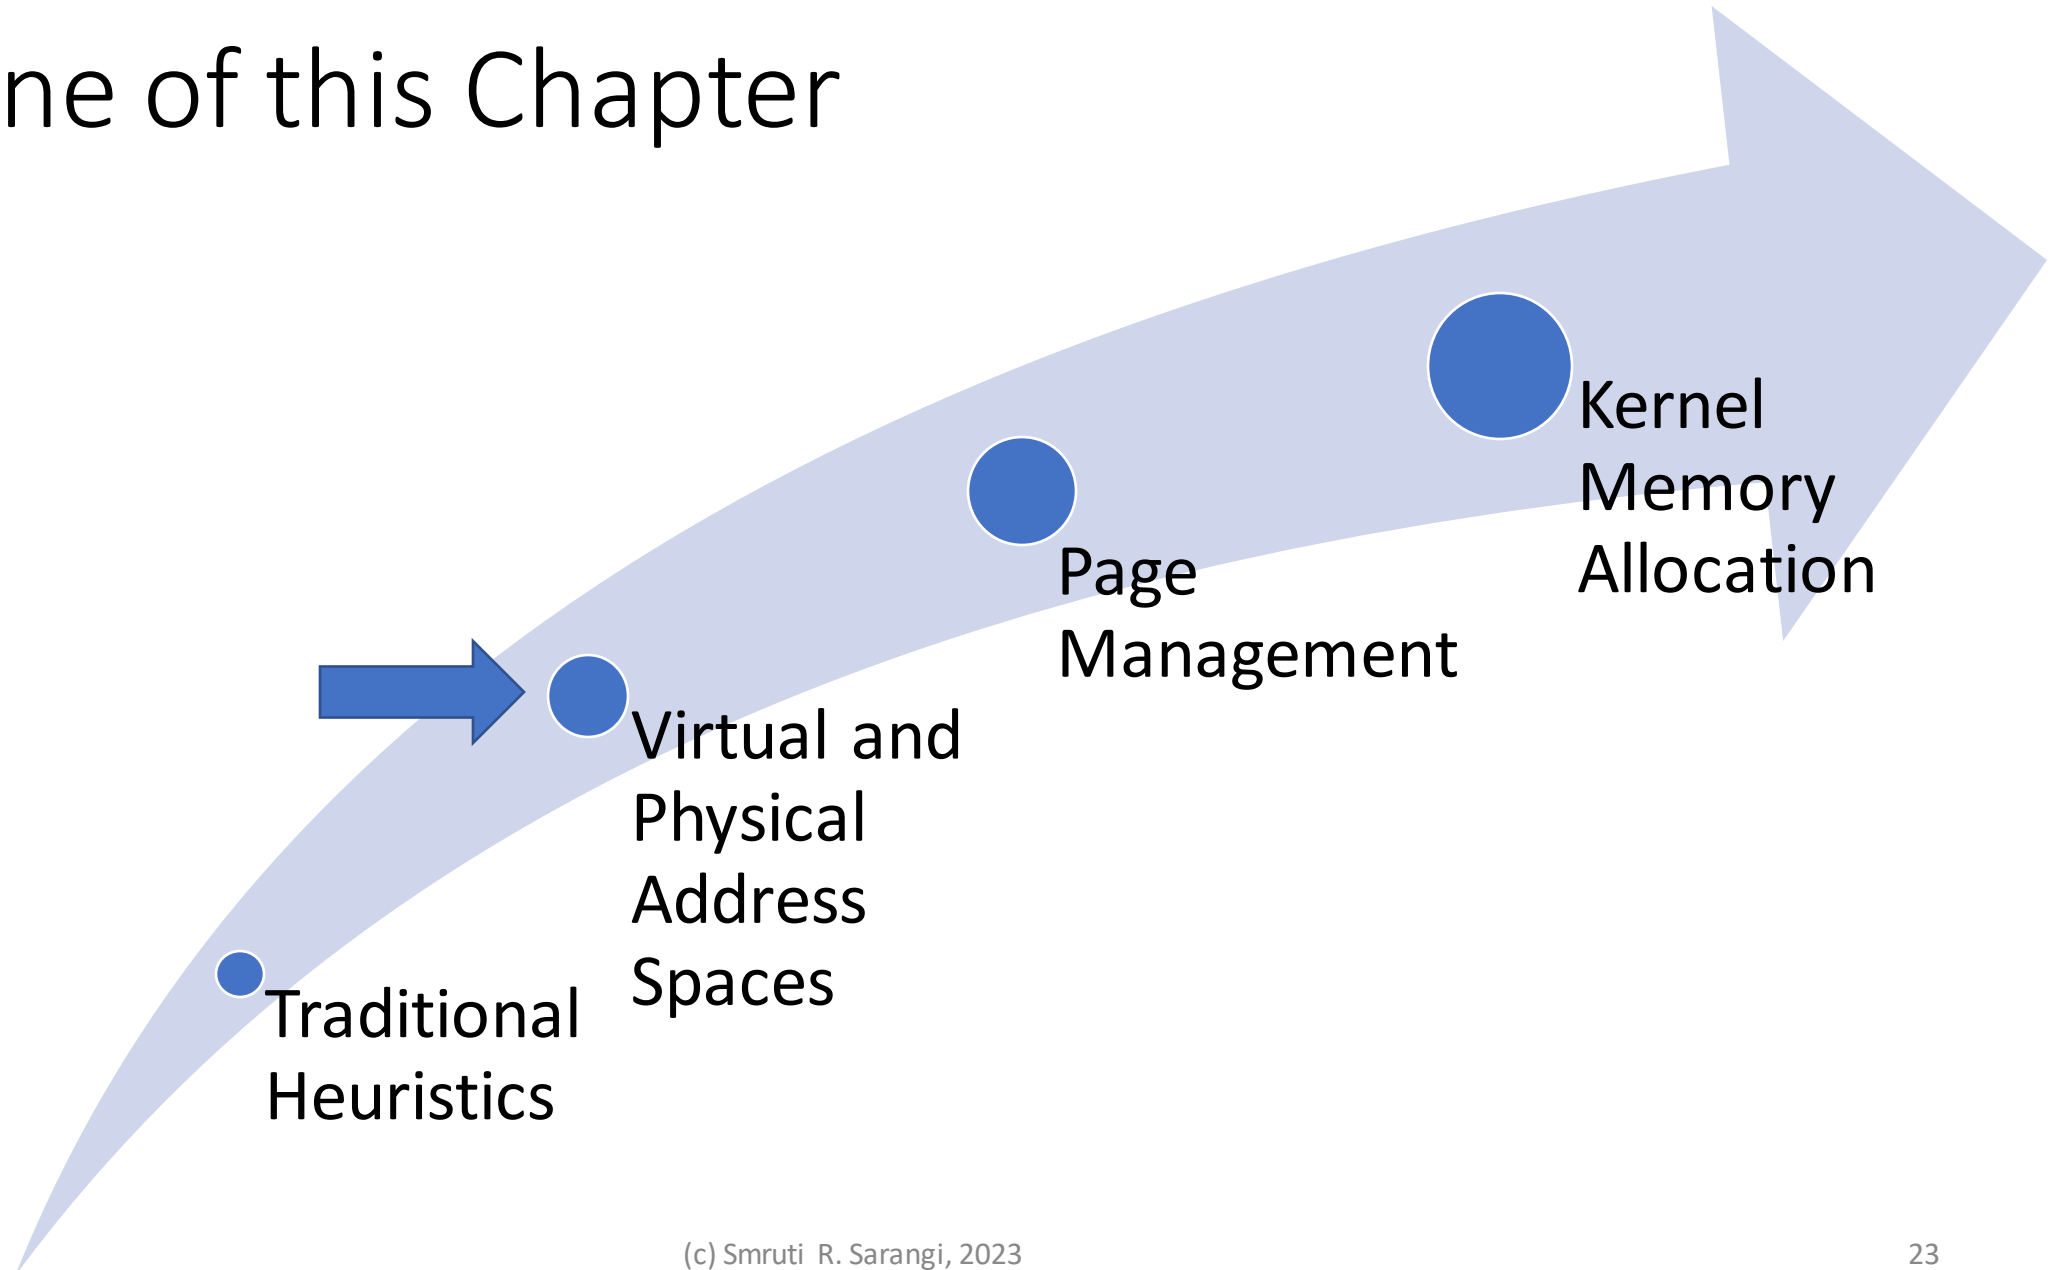 ne of this Chapter
Kernel
Memory
Allocation
Page
Management
Virtual and
Physical
Address
Spaces
Traditional
Heuristics
(c) Smruti R. Sarangi, 2023
23